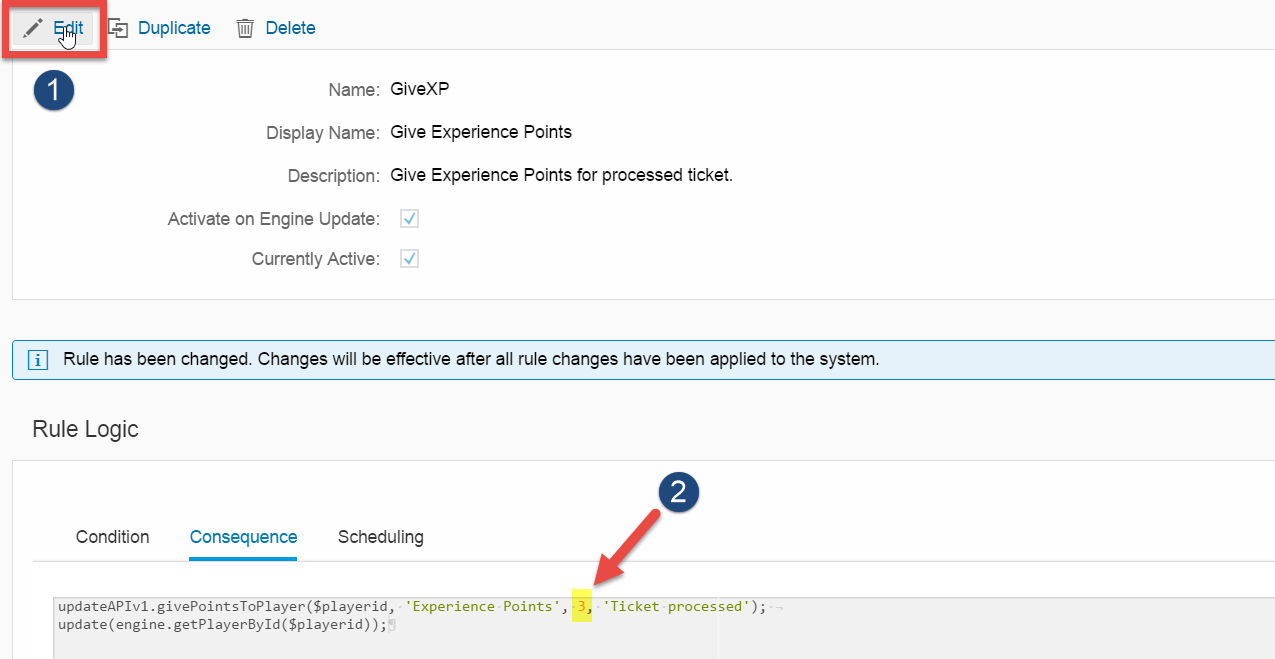 Edit Duplicate Delete
1
Name: GiveXP
Display Name: Give Experience Points
Description: Give Experience Points for processed ticket.
Activate on Engine Update:
Currently Active:
i Rule has been changed. Changes will be effective after all rule changes have been applied to the system.
Rule Logic
2
Condition Consequence Scheduling
updateAPIv1.givePointsToPlayer($playerid, 'Experience Points', 3, 'Ticket processed');
update(engine.getPlayerById($playerid));